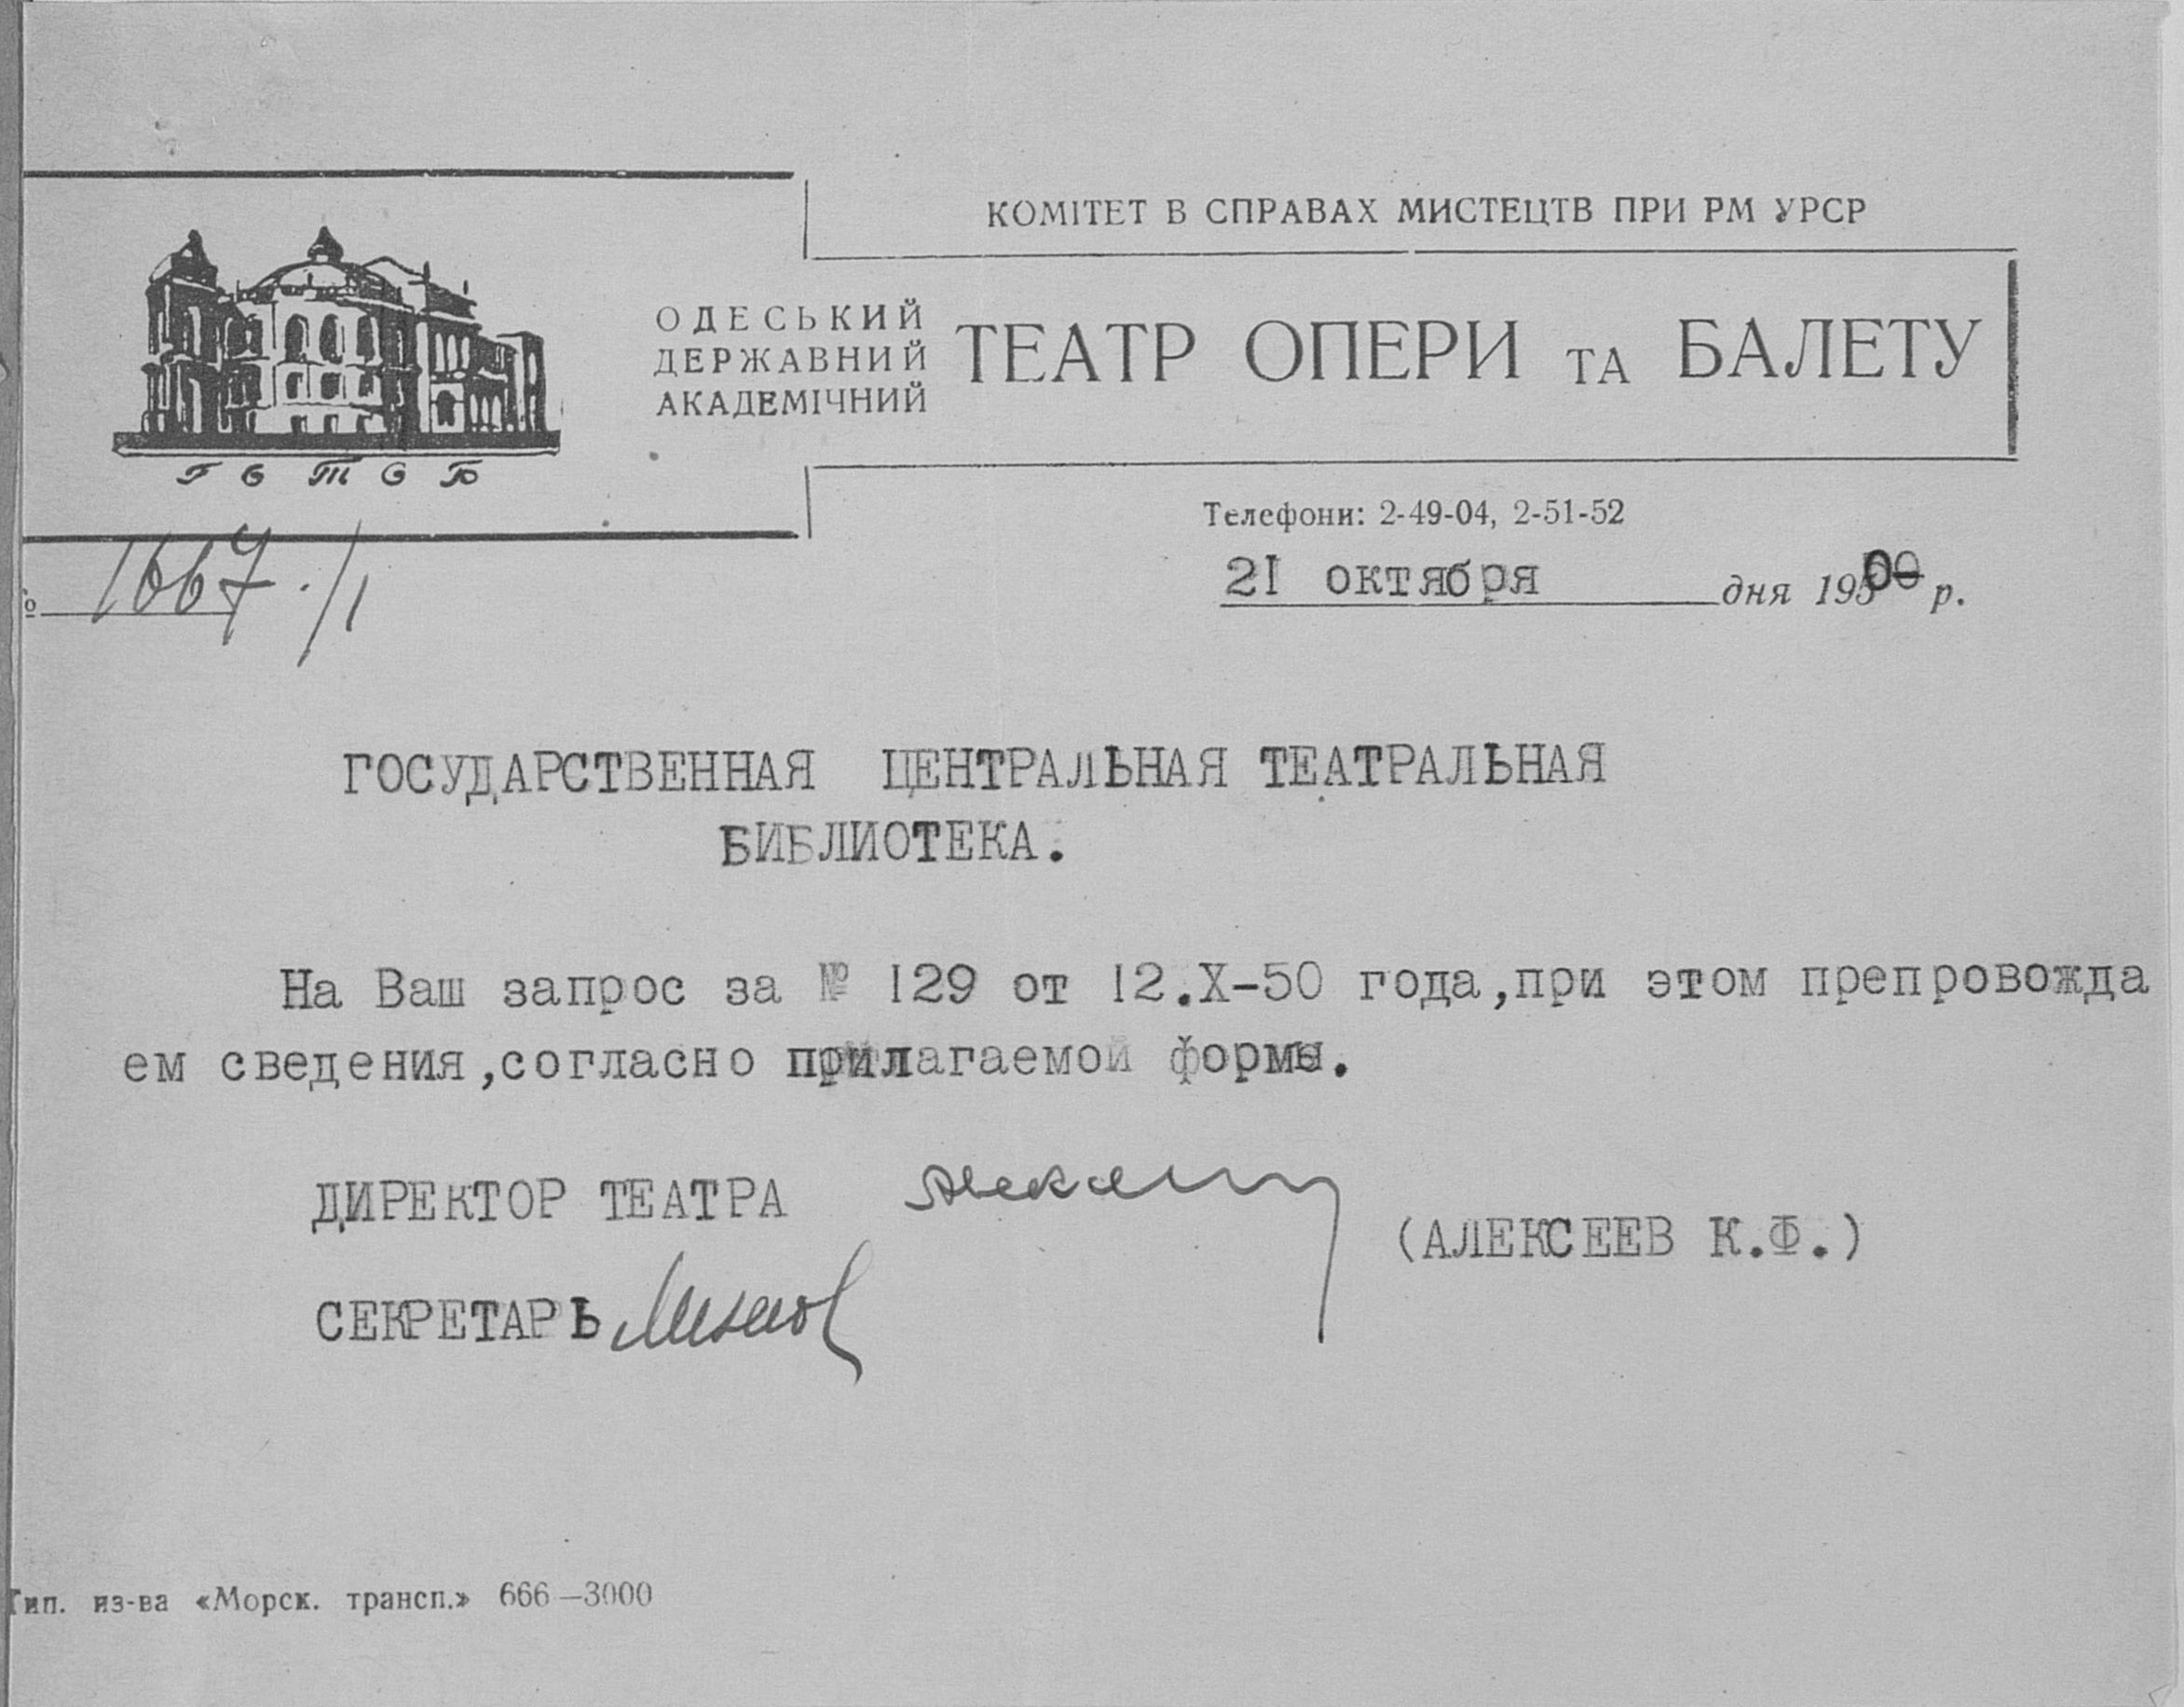 КОМІТЕТ В СПРАВАХ МИСТЕЦТВ ПРИ РМ УРСР
ОДЕСЬКИЙ
ДЕРЖАВНИЙ
АКАДЕМІЧНИЙ
ТЕАТР ОПЕРИ ТА БАЛЕТУ
Телефони: 2-49-04, 2-51-52
№ 1667/1
21 октября дня 1950 р.
ГОСУДАРСТВЕННАЯ ЦЕНТРАЛЬНАЯ ТЕАТРАЛЬНАЯ
БИБЛИОТЕКА.
На Ваш запрос за № 129 от 12.X-50 года,при этом препровожда
ем сведения,согласно прилагаемой формы.
ДИРЕКТОР ТЕАТРА
(АЛЕКСЕЕВ К.Ф.)
СЕКРЕТАРЬ
Тип. из-ва «Морск. трансп.» 666—3000